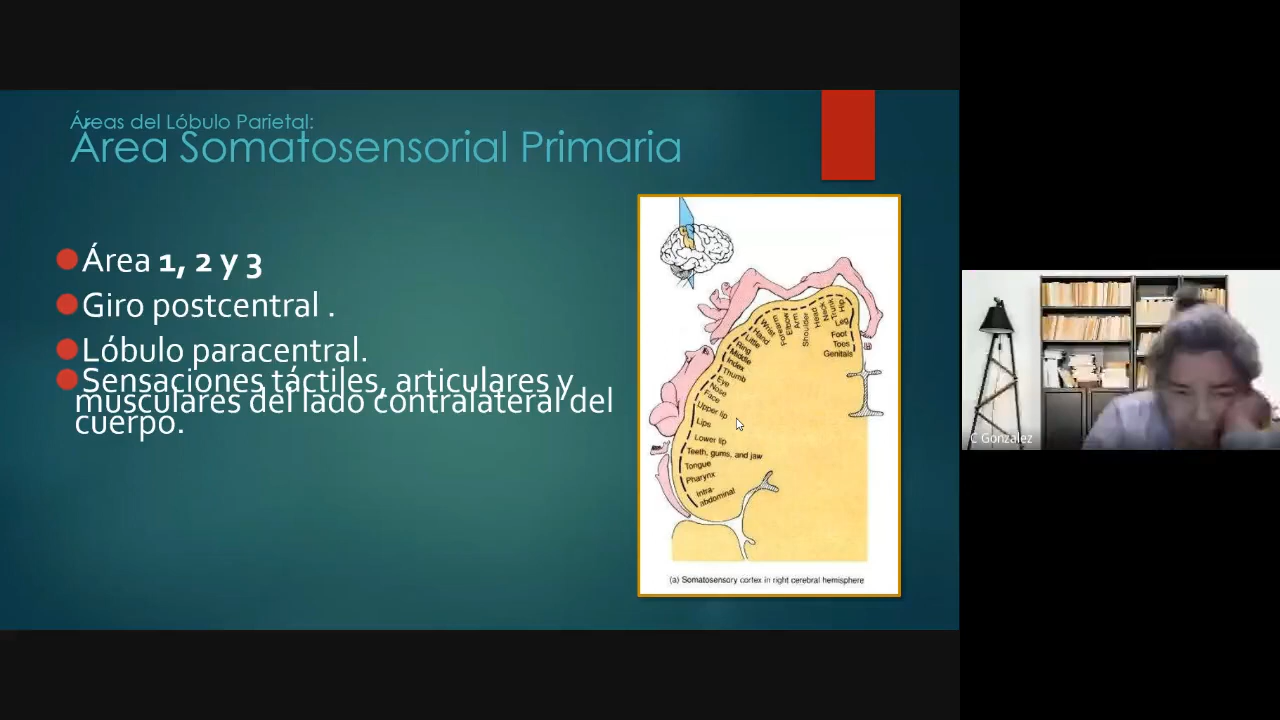 Áreas del Lóbulo Parietal:
Área Somatosensorial Primaria
Área 1, 2 y 3
Giro postcentral .
Lóbulo paracentral.
Sensaciones táctiles, articulares y
musculares del lado contralateral del
cuerpo.
Hip
Trunk
Neck
Head
Shoulder
Arm
Elbow
Forearm
Wrist
Hand
Little
Ring
Middle
Index
Thumb
Eye
Nose
Face
Upper lip
Lips
Lower lip
Teeth, gums, and jaw
Tongue
Pharynx
Intra-
abdominal
Leg
Foot
Toes
Genitals
(a) Somatosensory cortex in right cerebral hemisphere
C Gonzalez